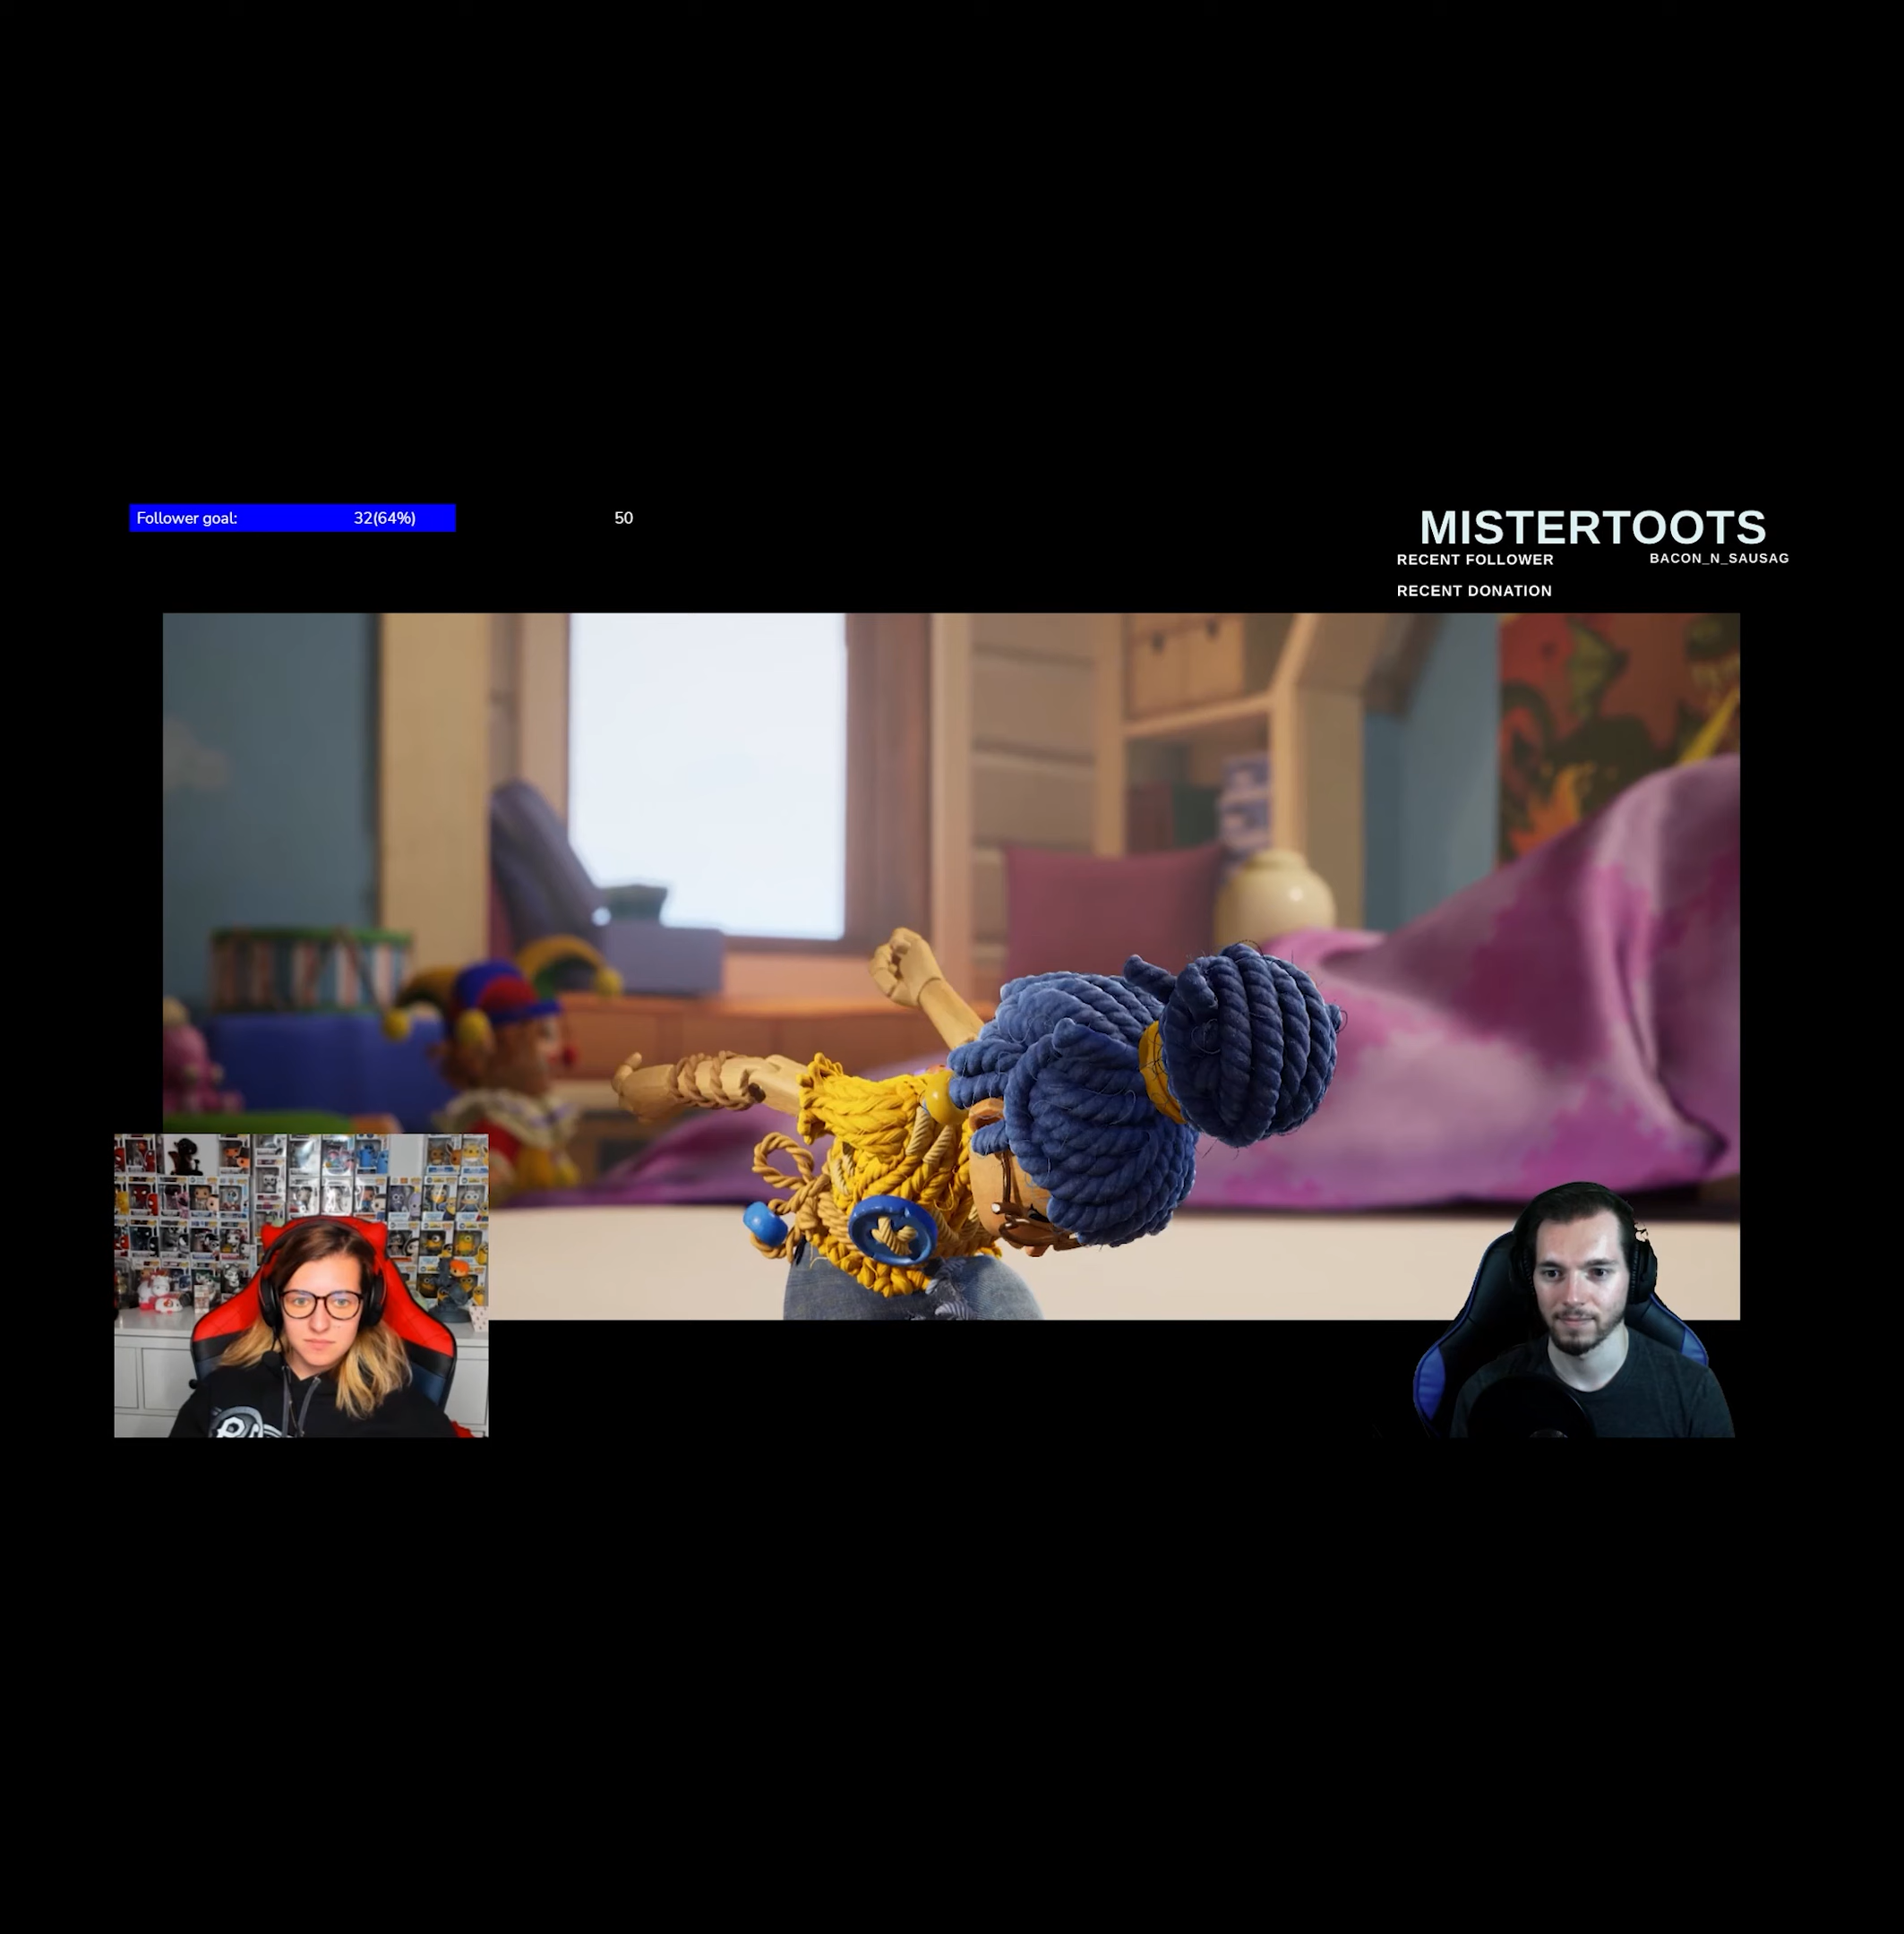 Follower goal: 32(64%) 50
MISTERTOOTS
RECENT FOLLOWER BACON_N_SAUSAG
RECENT DONATION